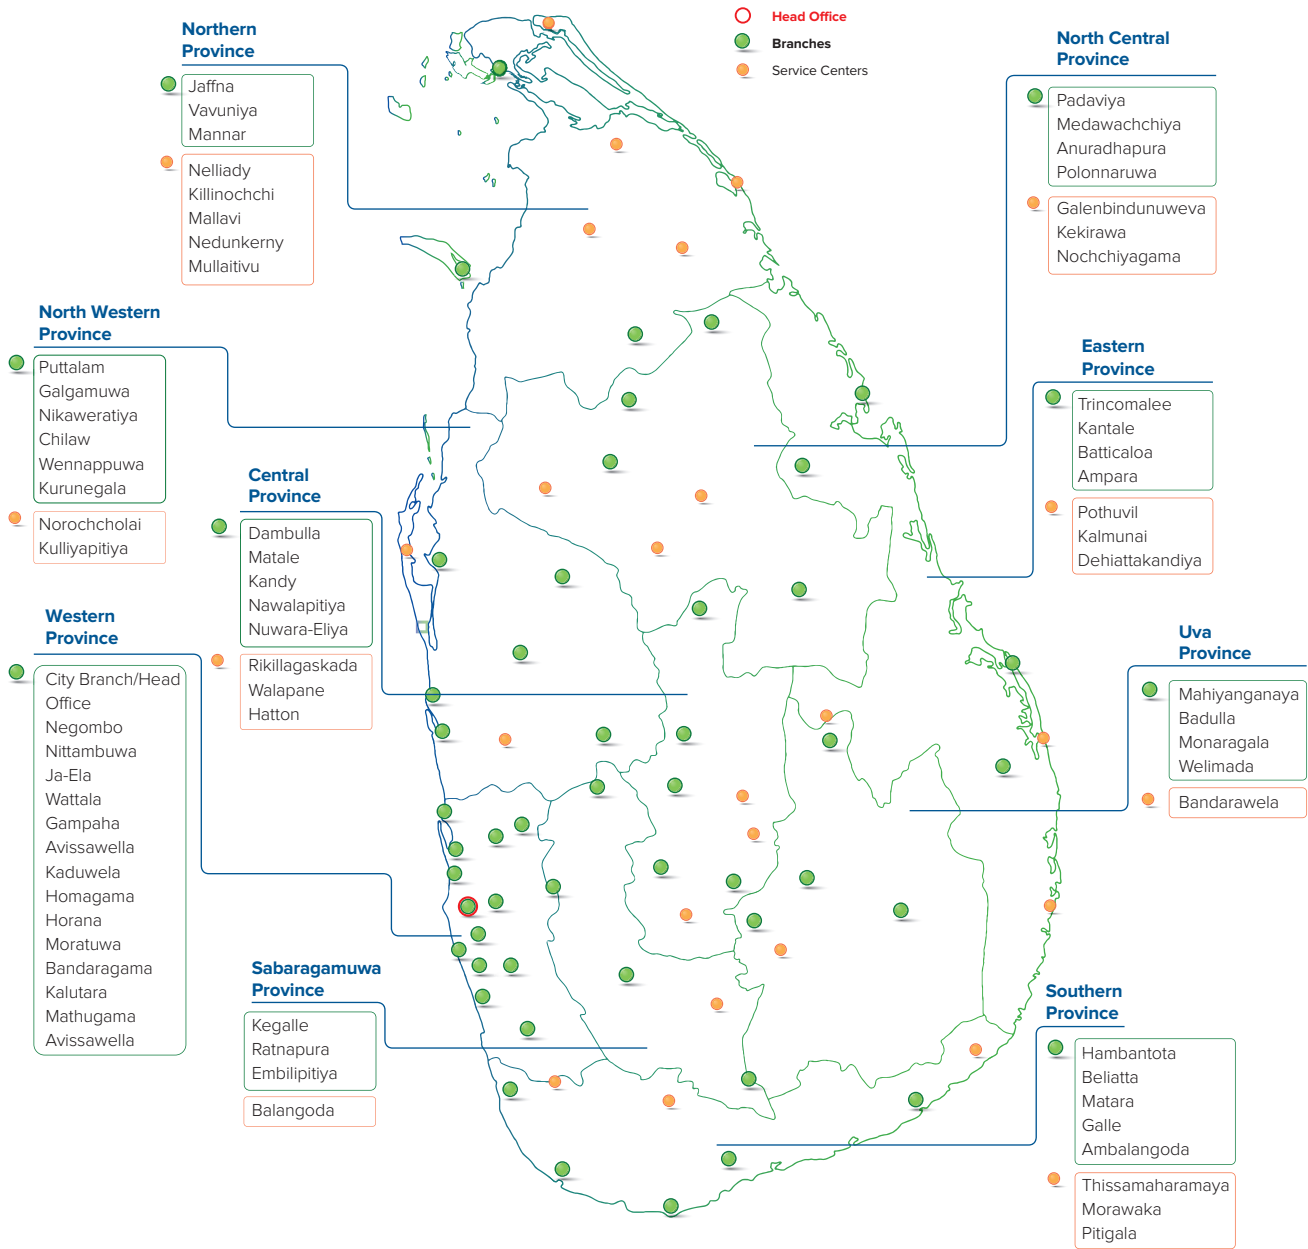 Head Office
Branches
Service Centers
Northern
Province
Jaffna
Vavuniya
Mannar
Nelliady
Killinochchi
Mallavi
Nedunkerny
Mullaitivu
North Western
Province
Puttalam
Galgamuwa
Nikaweratiya
Chilaw
Wennappuwa
Kurunegala
Norochcholai
Kulliyapitiya
Central
Province
Dambulla
Matale
Kandy
Nawalapitiya
Nuwara-Eliya
Rikillagaskada
Walapane
Hatton
Western
Province
City Branch/Head
Office
Negombo
Nittambuwa
Ja-Ela
Wattala
Gampaha
Avissawella
Kaduwela
Homagama
Horana
Moratuwa
Bandaragama
Kalutara
Mathugama
Avissawella
Sabaragamuwa
Province
Kegalle
Ratnapura
Embilipitiya
Balangoda
North Central
Province
Padaviya
Medawachchiya
Anuradhapura
Polonnaruwa
Galenbindunuweva
Kekirawa
Nochchiyagama
Eastern
Province
Trincomalee
Kantale
Batticaloa
Ampara
Pothuvil
Kalmunai
Dehiattakandiya
Uva
Province
Mahiyanganaya
Badulla
Monaragala
Welimada
Bandarawela
Southern
Province
Hambantota
Beliatta
Matara
Galle
Ambalangoda
Thissamaharamaya
Morawaka
Pitigala